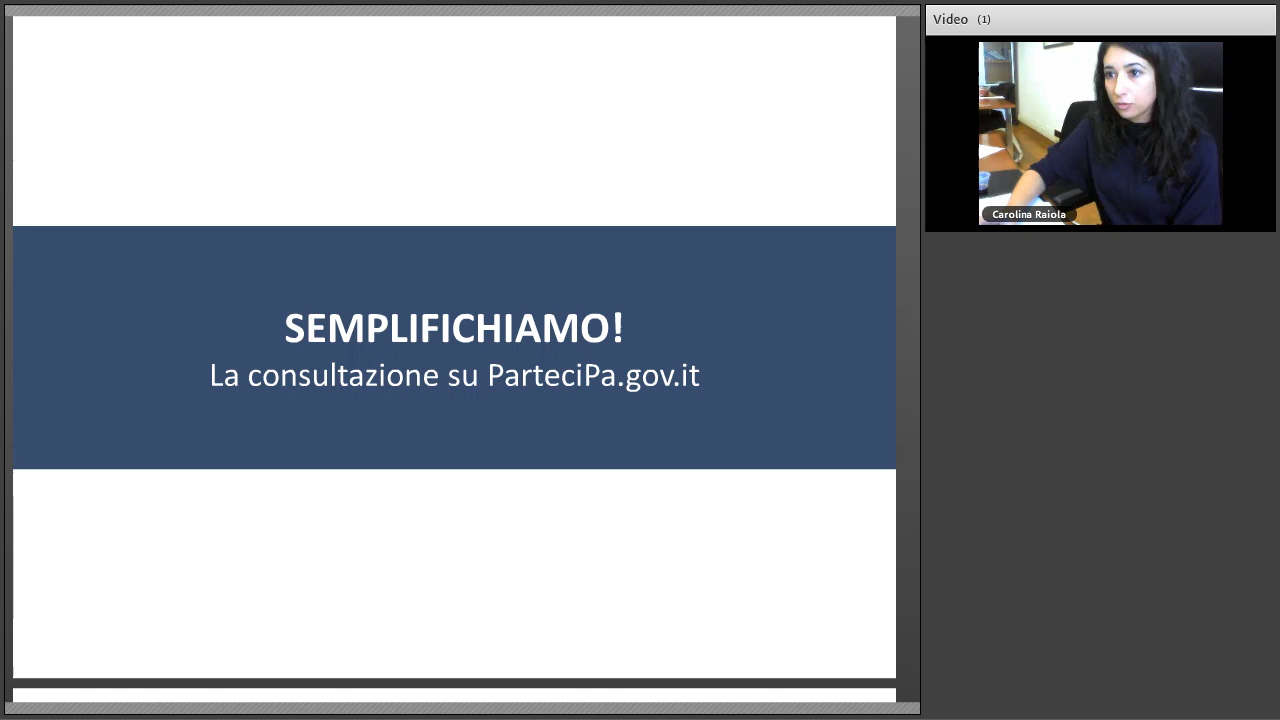 SEMPLIFICHIAMO!
La consultazione su ParteciPa.gov.it
Video (1)
Carolina Raiola